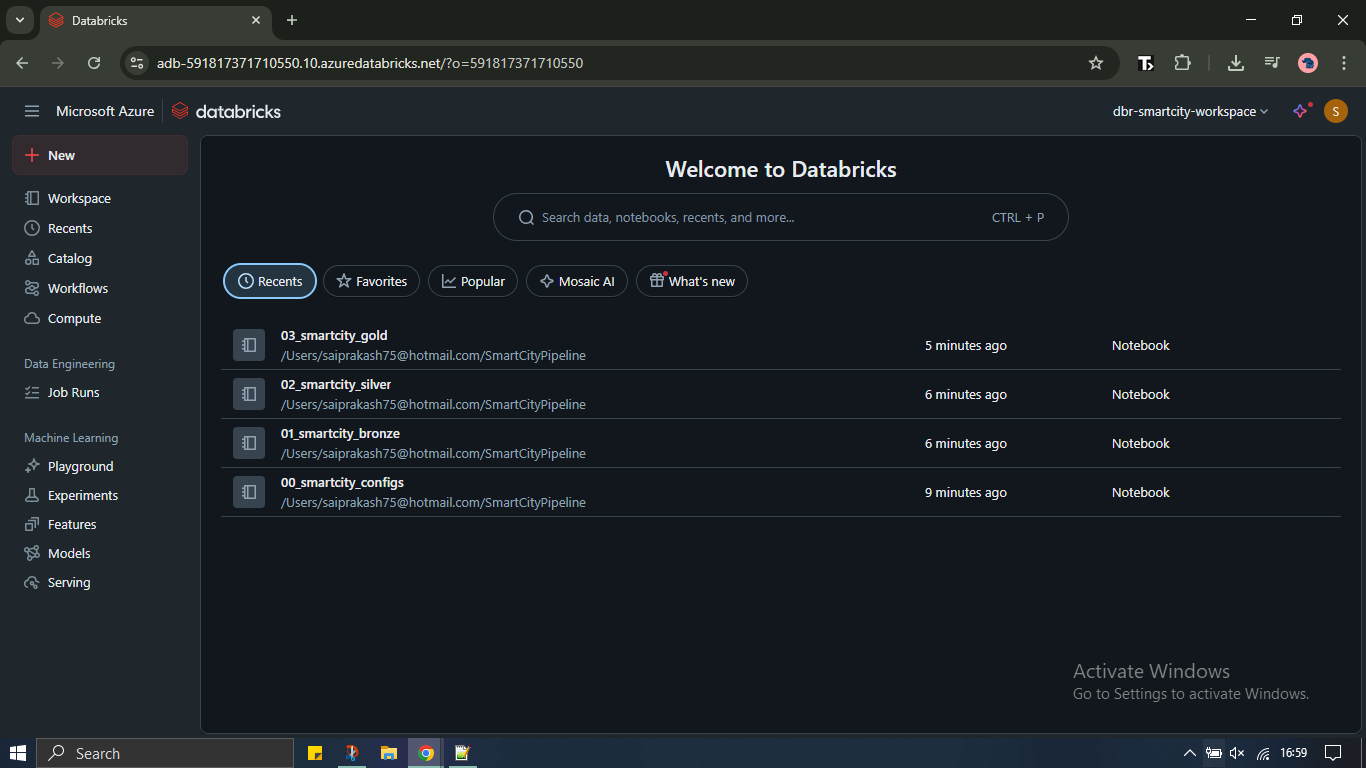 Databricks
adb-591817371710550.10.azuredatabricks.net/?o=591817371710550
Microsoft Azure databricks
dbr-smartcity-workspace
S
New
Workspace
Recents
Catalog
Workflows
Compute
Data Engineering
Job Runs
Machine Learning
Playground
Experiments
Features
Models
Serving
Welcome to Databricks
Search data, notebooks, recents, and more... CTRL + P
Recents Favorites Popular Mosaic AI What's new
03_smartcity_gold
/Users/saiprakash75@hotmail.com/SmartCityPipeline
5 minutes ago
Notebook
02_smartcity_silver
/Users/saiprakash75@hotmail.com/SmartCityPipeline
6 minutes ago
Notebook
01_smartcity_bronze
/Users/saiprakash75@hotmail.com/SmartCityPipeline
6 minutes ago
Notebook
00_smartcity_configs
/Users/saiprakash75@hotmail.com/SmartCityPipeline
9 minutes ago
Notebook
Activate Windows
Go to Settings to activate Windows.
Search
16:59